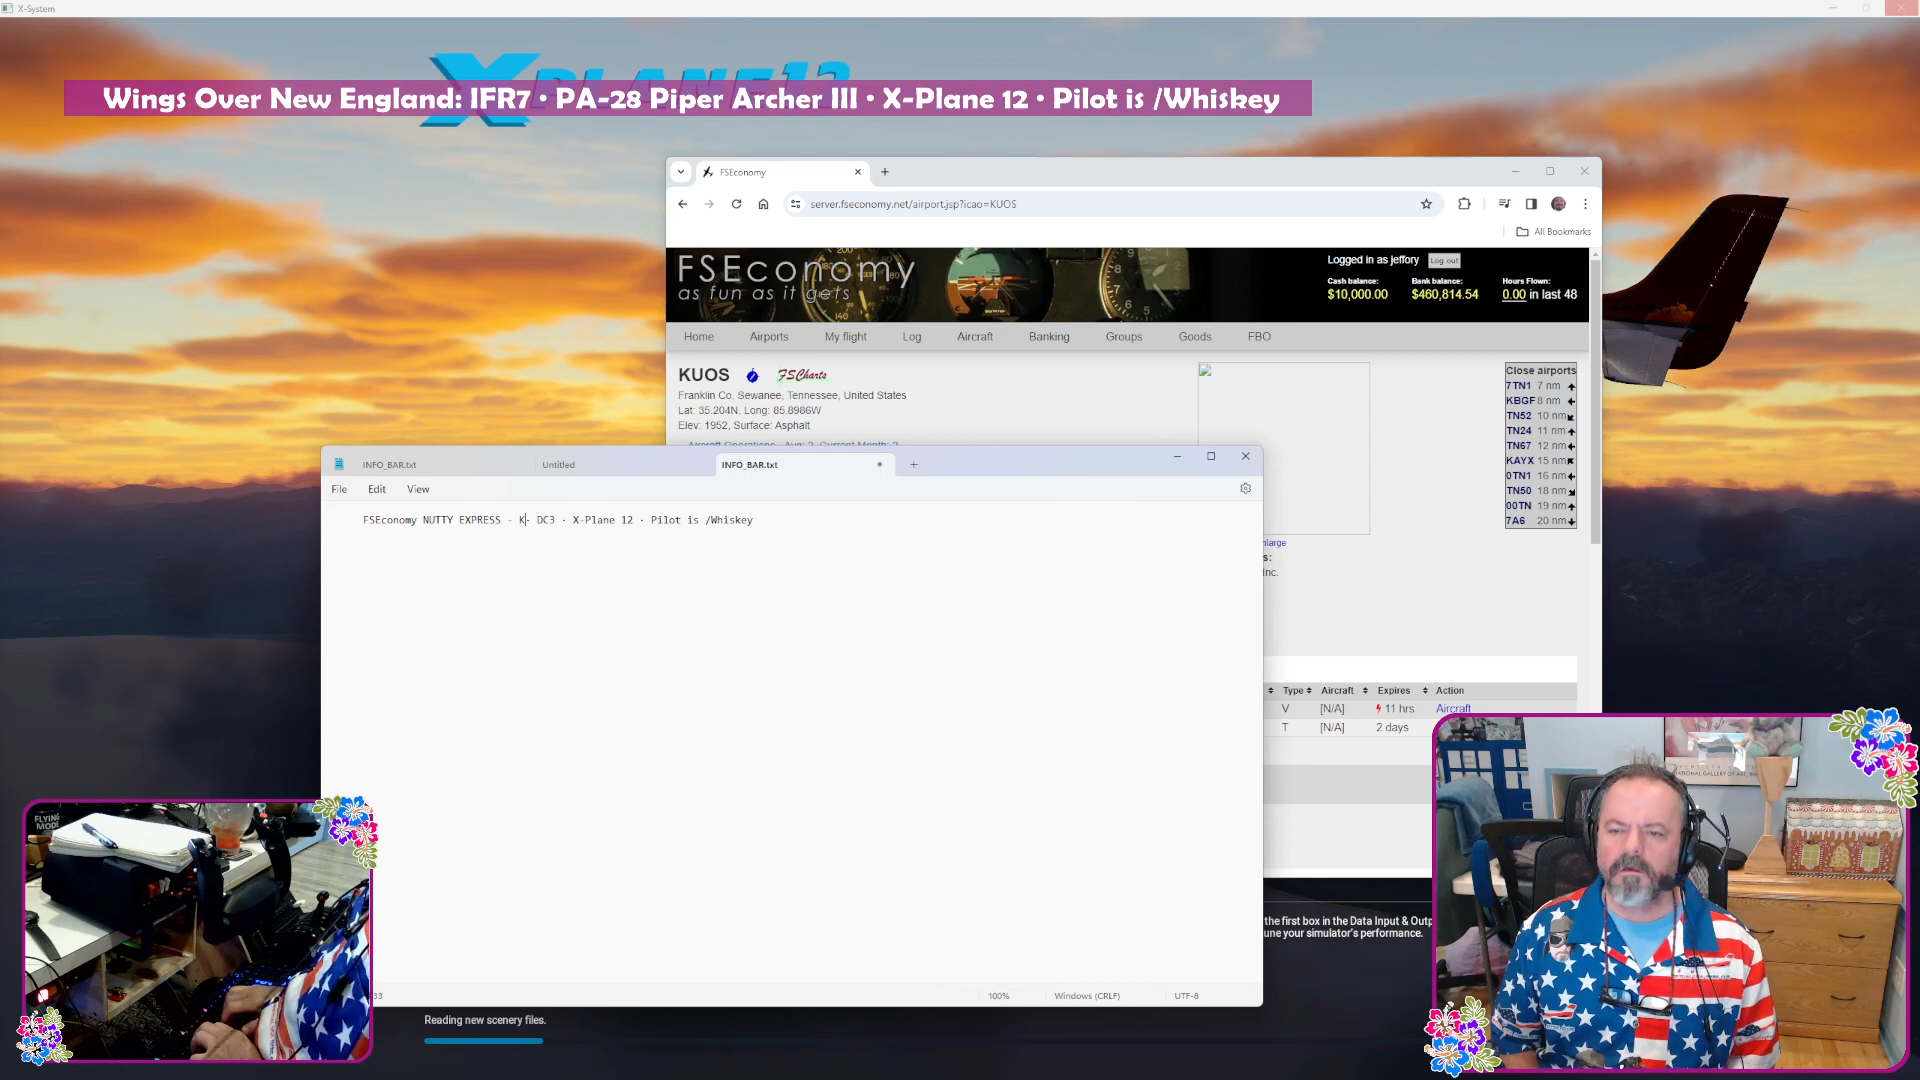 X-System
X PLANE 12
Wings Over New England: IFR7 • PA-28 Piper Archer III • X-Plane 12 • Pilot is /Whiskey
FSEconomy
server.fseconomy.net/airport.jsp?icao=KUOS
All Bookmarks
FSEconomy
as fun as it gets
Logged in as jeffory Log out
Cash balance: Bank balance: Hours Flown:
$10,000.00 $460,814.54 0.00 in last 48
Home Airports My flight Log Aircraft Banking Groups Goods FBO
KUOS FSCharts
Franklin Co, Sewanee, Tennessee, United States
Lat: 35.204N, Long: 85.8986W
Elev: 1952, Surface: Asphalt
Close airports
7TN1 7 nm
KBGF 8 nm
TN52 10 nm
TN24 11 nm
TN67 12 nm
KAYX 15 nm
0TN1 16 nm
TN50 18 nm
00TN 19 nm
7A6 20 nm
INFO_BAR.txt Untitled INFO_BAR.txt
File Edit View
FSEconomy NUTTY EXPRESS - K· DC3 · X-Plane 12 · Pilot is /Whiskey
nlarge
s:
Inc.
Type Aircraft Expires Action
V [N/A] 11 hrs Aircraft
T [N/A] 2 days
the first box in the Data Input & Outp
une your simulator's performance.
33 100% Windows (CRLF) UTF-8
Reading new scenery files.
FLYING
MODE